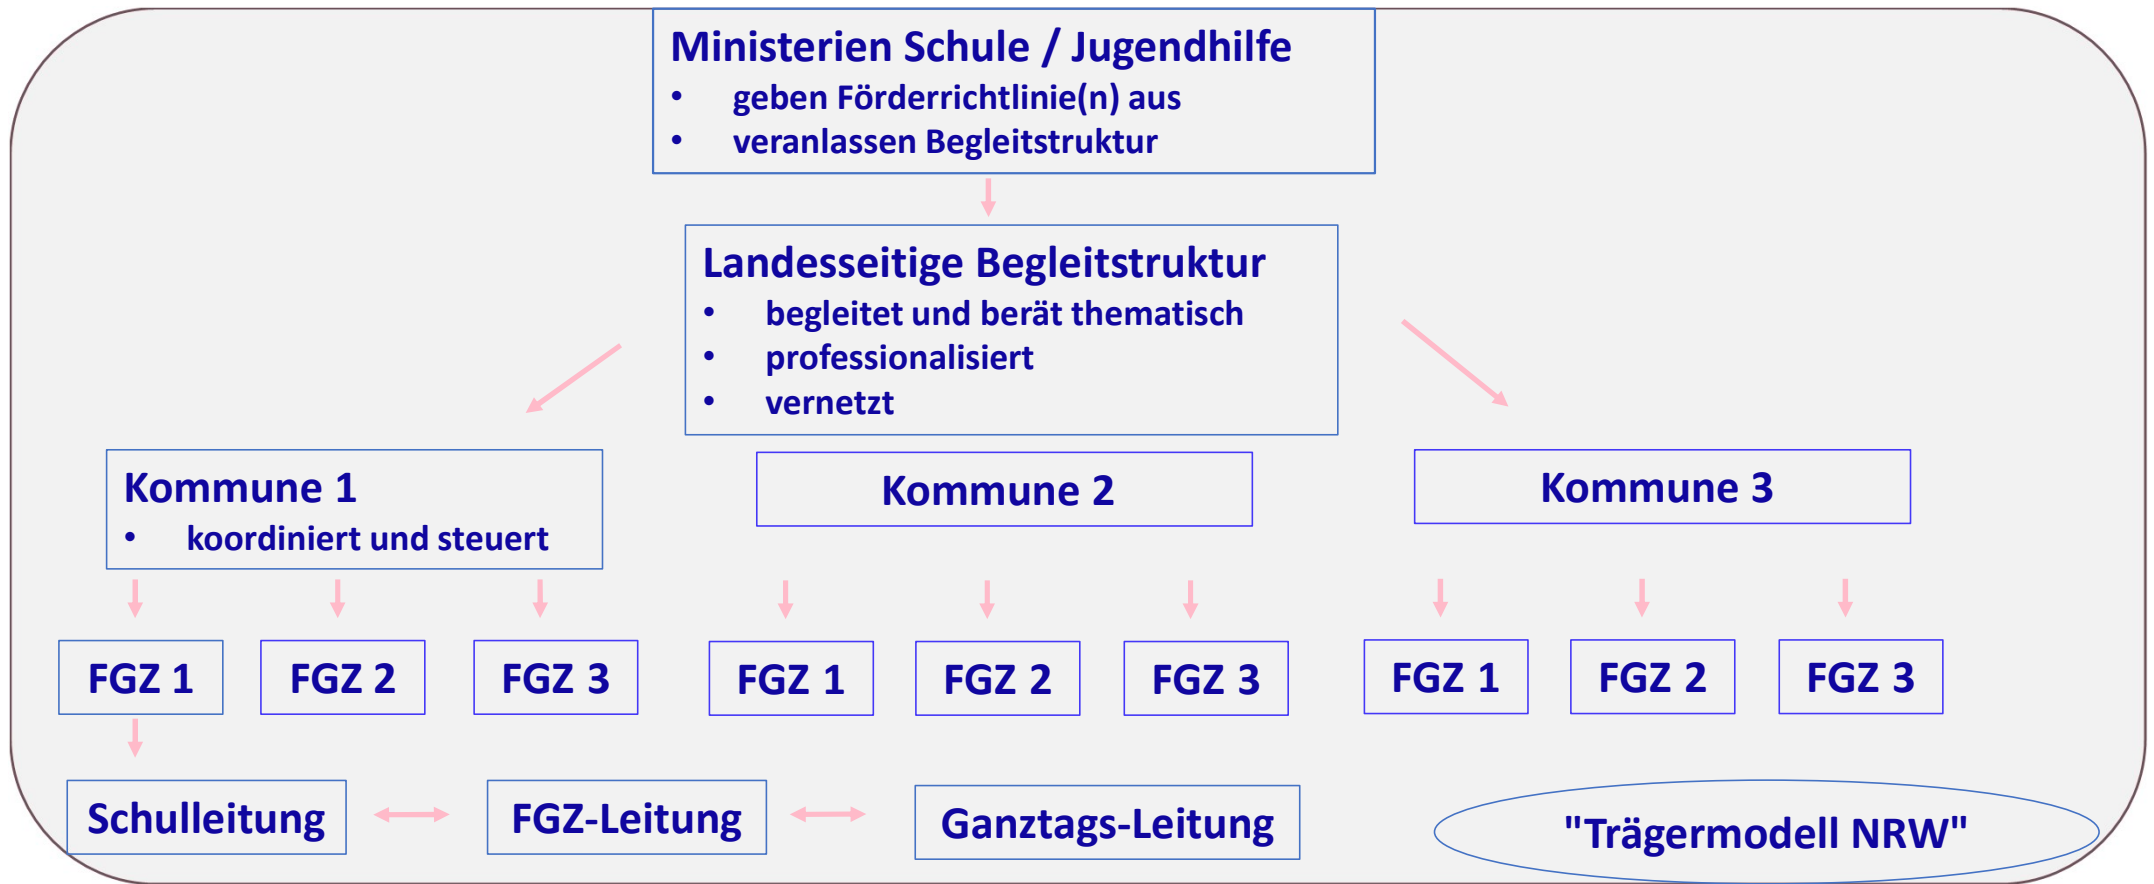 Ministerien Schule / Jugendhilfe
• geben Förderrichtlinie(n) aus
• veranlassen Begleitstruktur
Landesseitige Begleitstruktur
• begleitet und berät thematisch
• professionalisiert
• vernetzt
Kommune 1
• koordiniert und steuert
Kommune 2
Kommune 3
FGZ 1
FGZ 2
FGZ 3
FGZ 1
FGZ 2
FGZ 3
FGZ 1
FGZ 2
FGZ 3
Schulleitung
FGZ-Leitung
Ganztags-Leitung
"Trägermodell NRW"